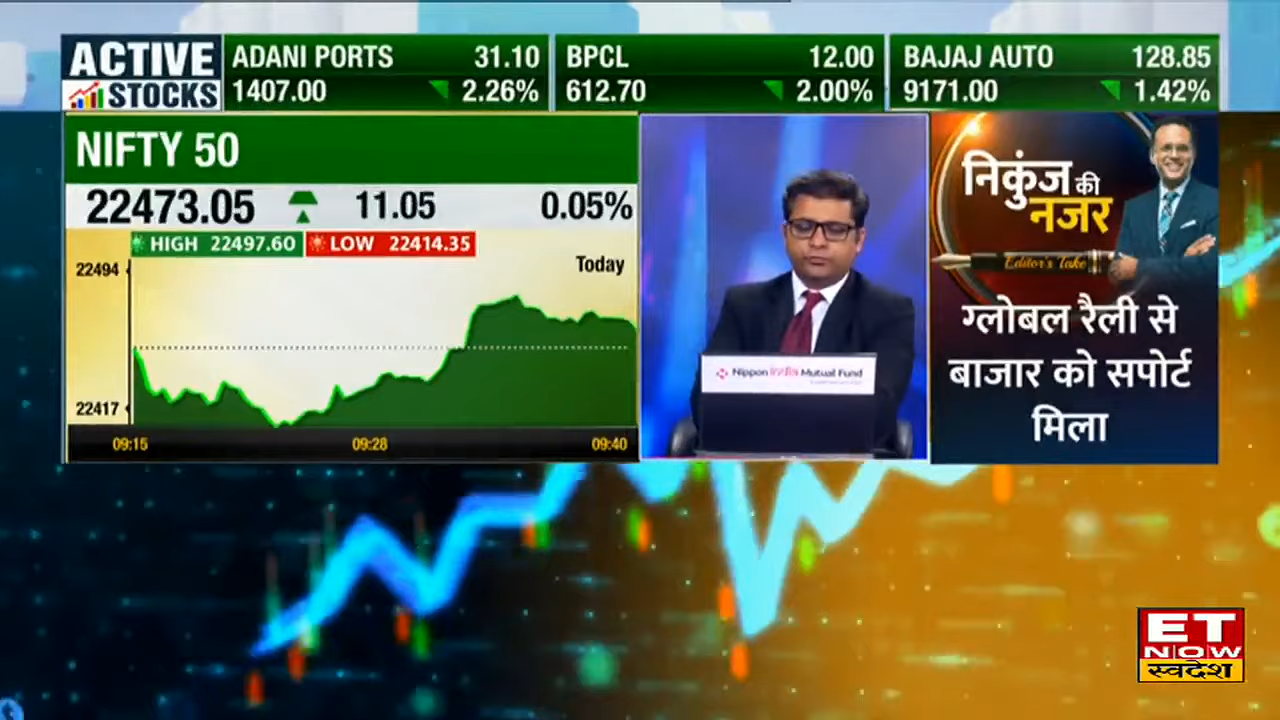 ACTIVE
STOCKS
ADANI PORTS 31.10
1407.00 2.26%
BPCL 12.00
612.70 2.00%
BAJAJ AUTO 128.85
9171.00 1.42%
NIFTY 50
22473.05 11.05 0.05%
HIGH 22497.60 LOW 22414.35
Today
22494
22417
09:15 09:28 09:40
Nippon India Mutual Fund
निकुंज की
नजर
Editor's Take
ग्लोबल रैली से
बाजार को सपोर्ट
मिला
ET
NOW
स्वदेश